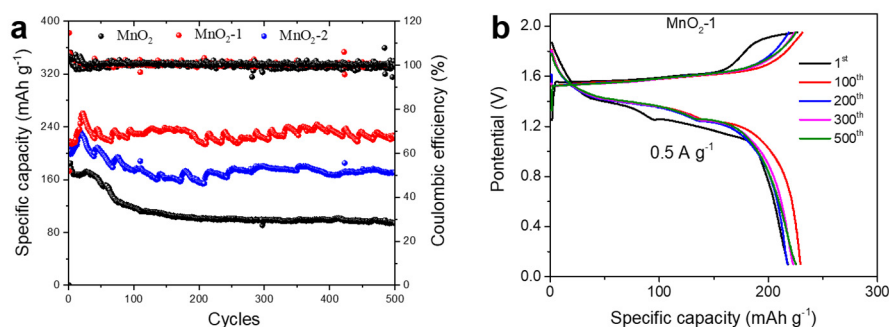 a
MnO2 MnO2-1 MnO2-2
Specific capacity (mAh g-1)
400
320
240
160
80
0
0 100 200 300 400 500
Cycles
120
100
80
60
40
20
0
Coulombic efficiency (%)
b
MnO2-1
Pontential (V)
2.0
1.6
1.2
0.8
0.4
0.0
1st
100th
200th
300th
500th
0.5 A g-1
0 100 200 300
Specific capacity (mAh g-1)